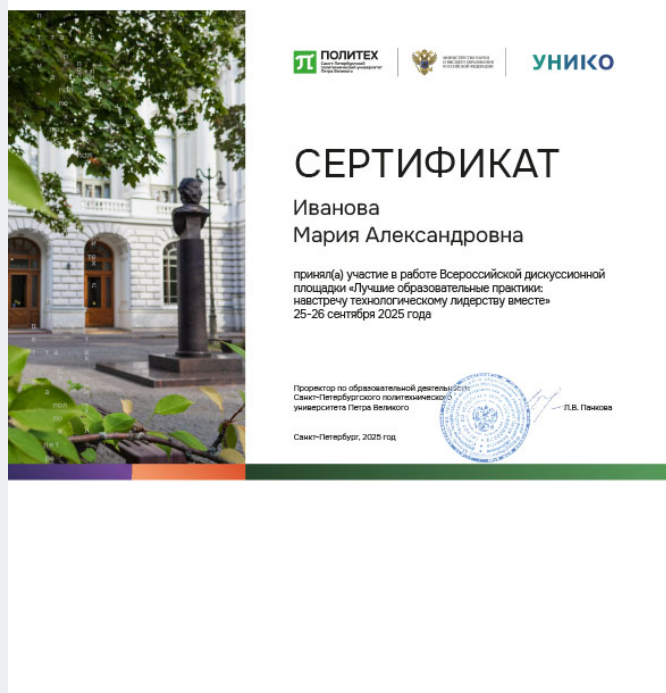 ПОЛИТЕХ
Санкт-Петербургский
политехнический университет
Петра Великого
МИНИСТЕРСТВО НАУКИ
И ВЫСШЕГО ОБРАЗОВАНИЯ
РОССИЙСКОЙ ФЕДЕРАЦИИ
УНИКО
СЕРТИФИКАТ
Иванова
Мария Александровна
принял(а) участие в работе Всероссийской дискуссионной
площадки «Лучшие образовательные практики:
навстречу технологическому лидерству вместе»
25-26 сентября 2025 года
Проректор по образовательной деятельности
Санкт-Петербургского политехнического
университета Петра Великого
Л.В. Панкова
Санкт-Петербург, 2025 год